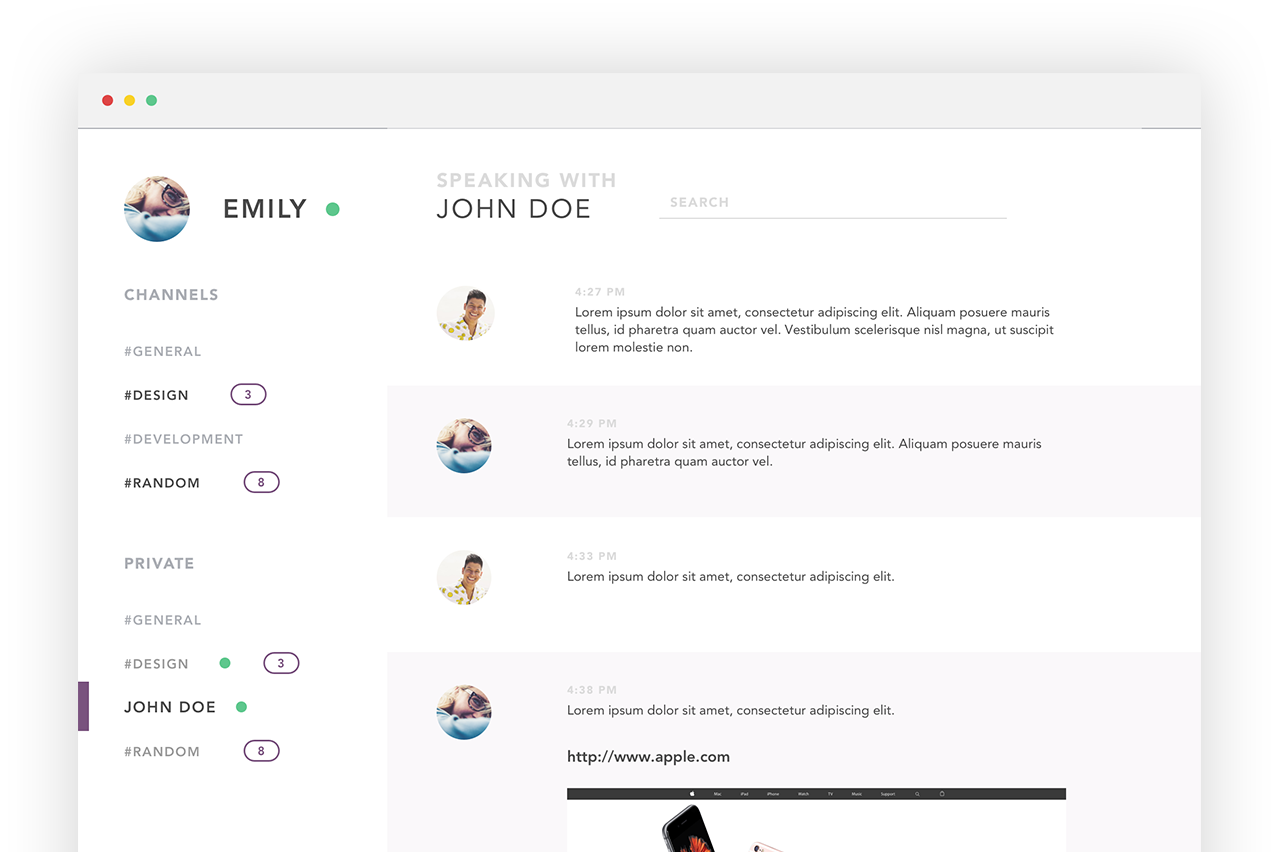 EMILY
CHANNELS
#GENERAL
#DESIGN 3
#DEVELOPMENT
#RANDOM 8
PRIVATE
#GENERAL
#DESIGN 3
JOHN DOE
#RANDOM 8
SPEAKING WITH
JOHN DOE
SEARCH
4:27 PM
Lorem ipsum dolor sit amet, consectetur adipiscing elit. Aliquam posuere mauris
tellus, id pharetra quam auctor vel. Vestibulum scelerisque nisl magna, ut suscipit
lorem molestie non.
4:29 PM
Lorem ipsum dolor sit amet, consectetur adipiscing elit. Aliquam posuere mauris
tellus, id pharetra quam auctor vel.
4:33 PM
Lorem ipsum dolor sit amet, consectetur adipiscing elit.
4:38 PM
Lorem ipsum dolor sit amet, consectetur adipiscing elit.
http://www.apple.com
Mac iPad iPhone Watch TV Music Support